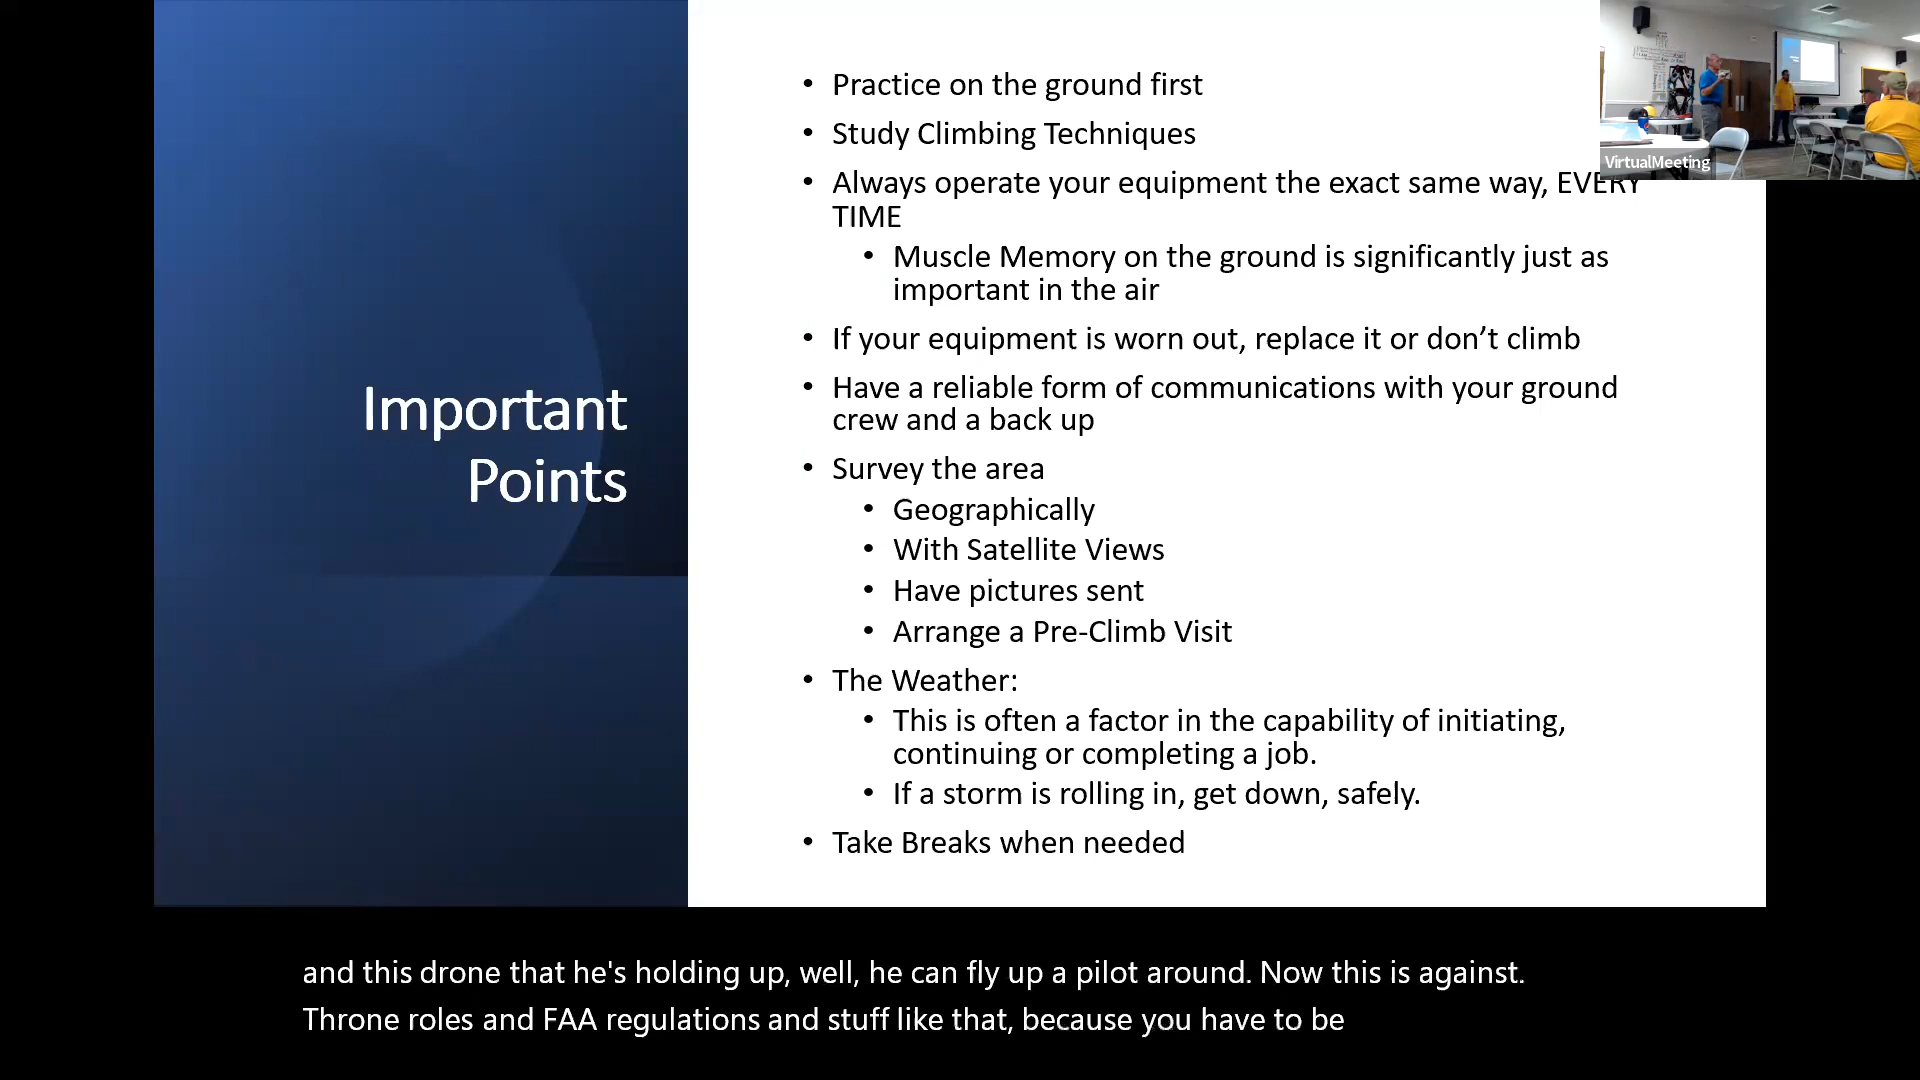 Important
Points
• Practice on the ground first
• Study Climbing Techniques
• Always operate your equipment the exact same way, EVERY
TIME
• Muscle Memory on the ground is significantly just as
important in the air
• If your equipment is worn out, replace it or don’t climb
• Have a reliable form of communications with your ground
crew and a back up
• Survey the area
• Geographically
• With Satellite Views
• Have pictures sent
• Arrange a Pre-Climb Visit
• The Weather:
• This is often a factor in the capability of initiating,
continuing or completing a job.
• If a storm is rolling in, get down, safely.
• Take Breaks when needed
VirtualMeeting
and this drone that he's holding up, well, he can fly up a pilot around. Now this is against.
Throne roles and FAA regulations and stuff like that, because you have to be